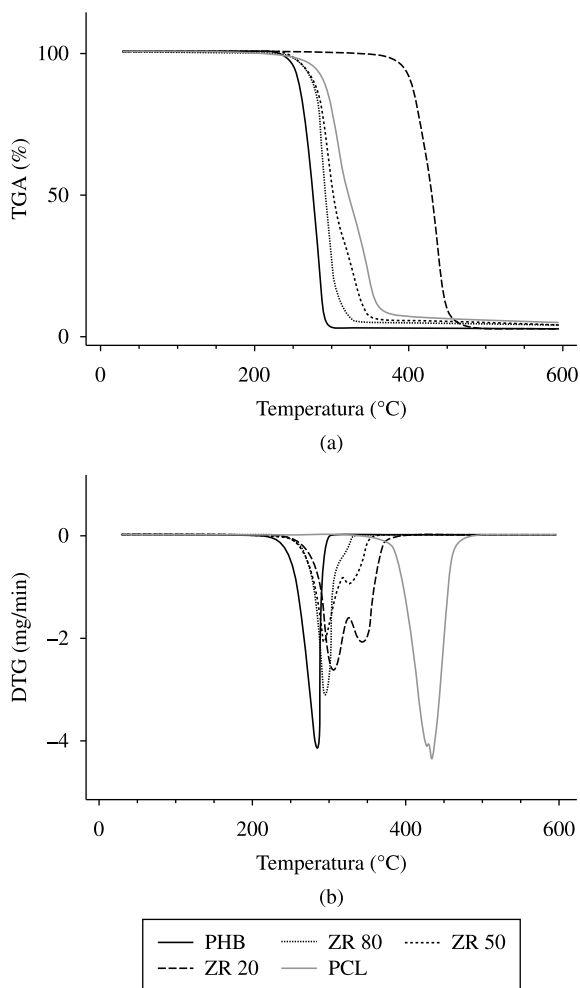 100
50
0
TGA (%)
0 200 400 600
Temperatura (°C)
(a)
0
−2
−4
DTG (mg/min)
0 200 400 600
Temperatura (°C)
(b)
PHB ZR 80 ZR 50
ZR 20 PCL